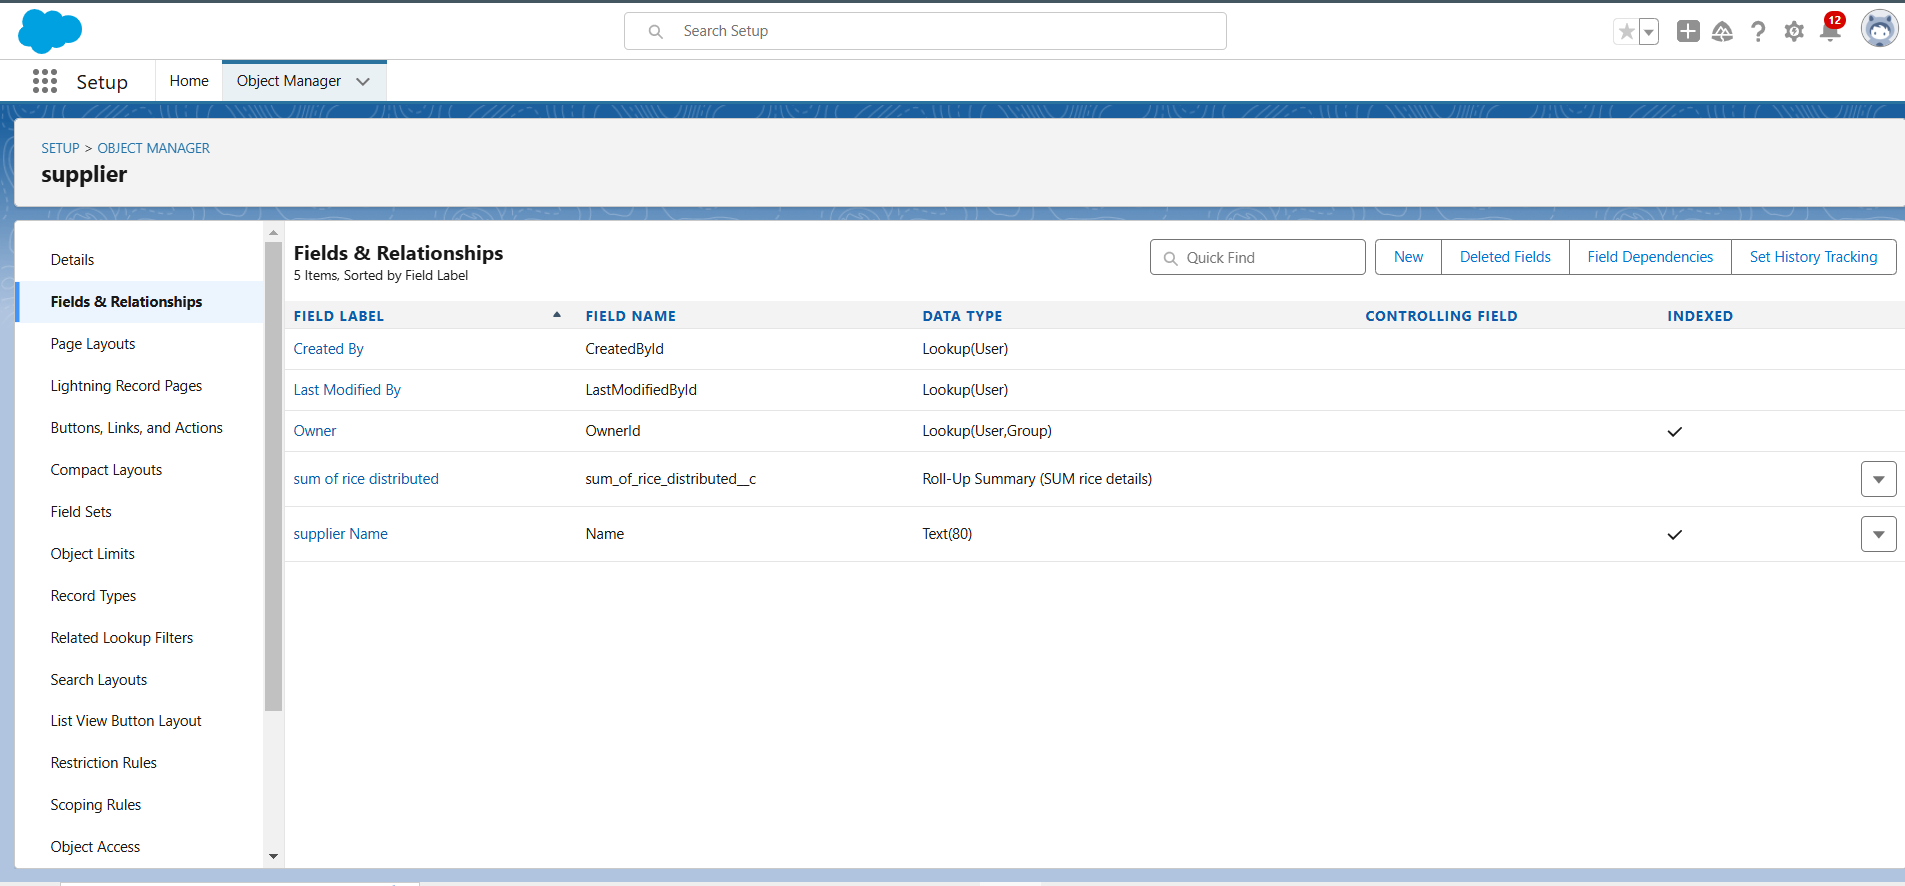 Search Setup
12
Setup
Home
Object Manager
SETUP > OBJECT MANAGER
supplier
Details
Fields & Relationships
Page Layouts
Lightning Record Pages
Buttons, Links, and Actions
Compact Layouts
Field Sets
Object Limits
Record Types
Related Lookup Filters
Search Layouts
List View Button Layout
Restriction Rules
Scoping Rules
Object Access
Fields & Relationships
5 Items, Sorted by Field Label
Quick Find
New
Deleted Fields
Field Dependencies
Set History Tracking
FIELD LABEL FIELD NAME DATA TYPE CONTROLLING FIELD INDEXED
Created By CreatedById Lookup(User)
Last Modified By LastModifiedById Lookup(User)
Owner OwnerId Lookup(User,Group)
sum of rice distributed sum_of_rice_distributed__c Roll-Up Summary (SUM rice details)
supplier Name Name Text(80)